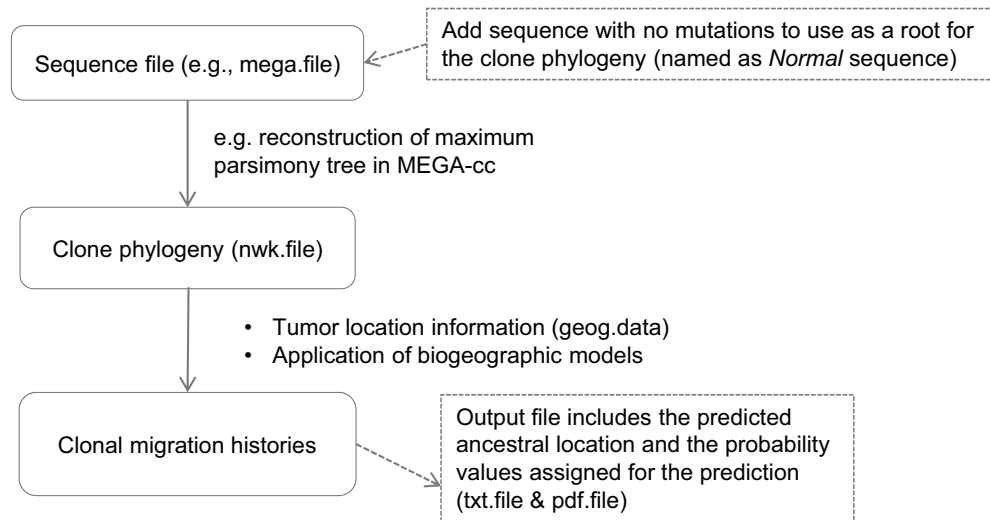 Add sequence with no mutations to use as a root for
the clone phylogeny (named as Normal sequence)
Sequence file (e.g., mega.file)
e.g. reconstruction of maximum
parsimony tree in MEGA-cc
Clone phylogeny (nwk.file)
• Tumor location information (geog.data)
• Application of biogeographic models
Clonal migration histories
Output file includes the predicted
ancestral location and the probability
values assigned for the prediction
(txt.file & pdf.file)